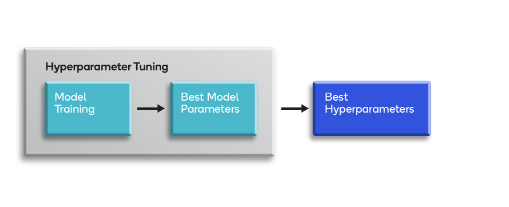 Hyperparameter Tuning
Model
Training
Best Model
Parameters
Best
Hyperparameters